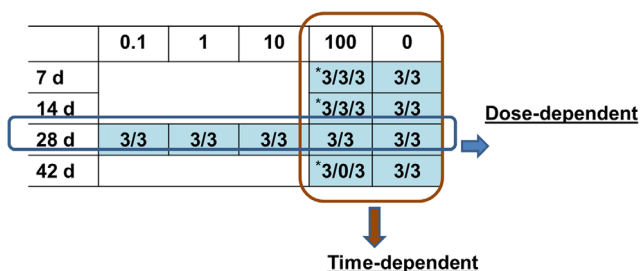 0.1 1 10 100 0
7 d *3/3/3 3/3
14 d *3/3/3 3/3
Dose-dependent
28 d 3/3 3/3 3/3 3/3 3/3
42 d *3/0/3 3/3
Time-dependent